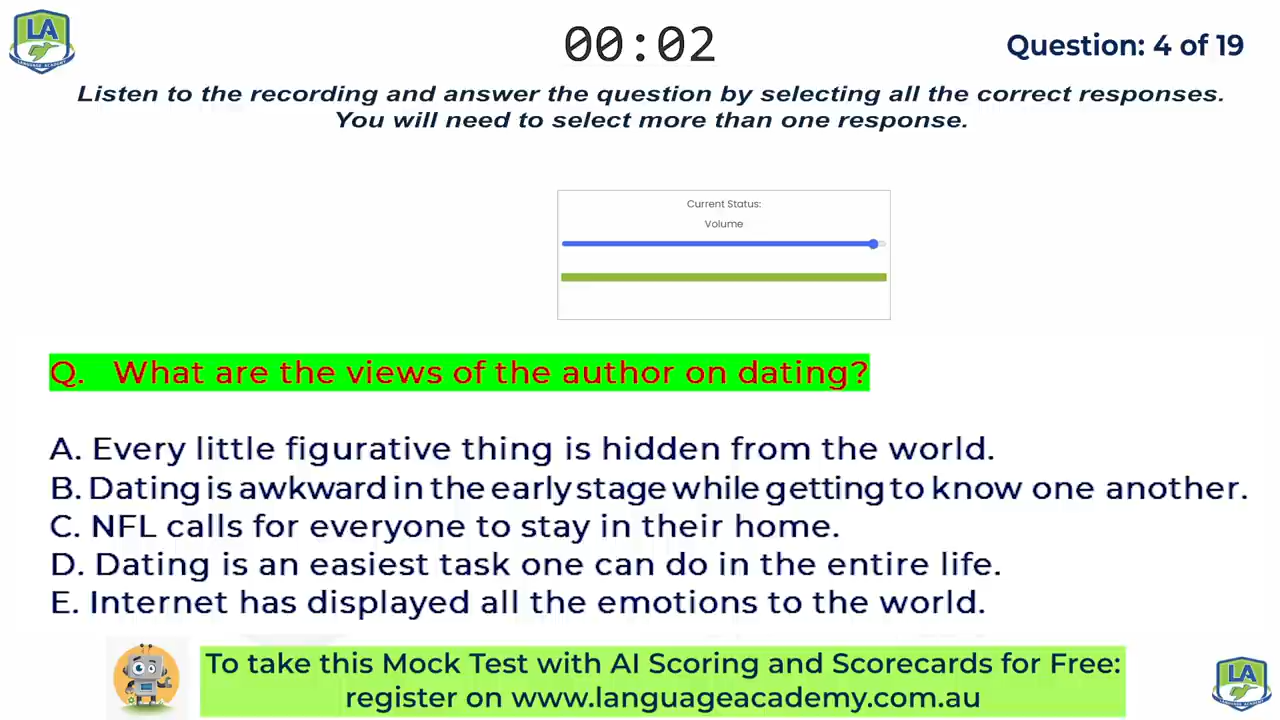 LA
LANGUAGE ACADEMY
00:02
Question: 4 of 19
Listen to the recording and answer the question by selecting all the correct responses.
You will need to select more than one response.
Current Status:
Volume
Q. What are the views of the author on dating?
A. Every little figurative thing is hidden from the world.
B. Dating is awkward in the early stage while getting to know one another.
C. NFL calls for everyone to stay in their home.
D. Dating is an easiest task one can do in the entire life.
E. Internet has displayed all the emotions to the world.
To take this Mock Test with AI Scoring and Scorecards for Free:
register on www.languageacademy.com.au
LA
LANGUAGE ACADEMY